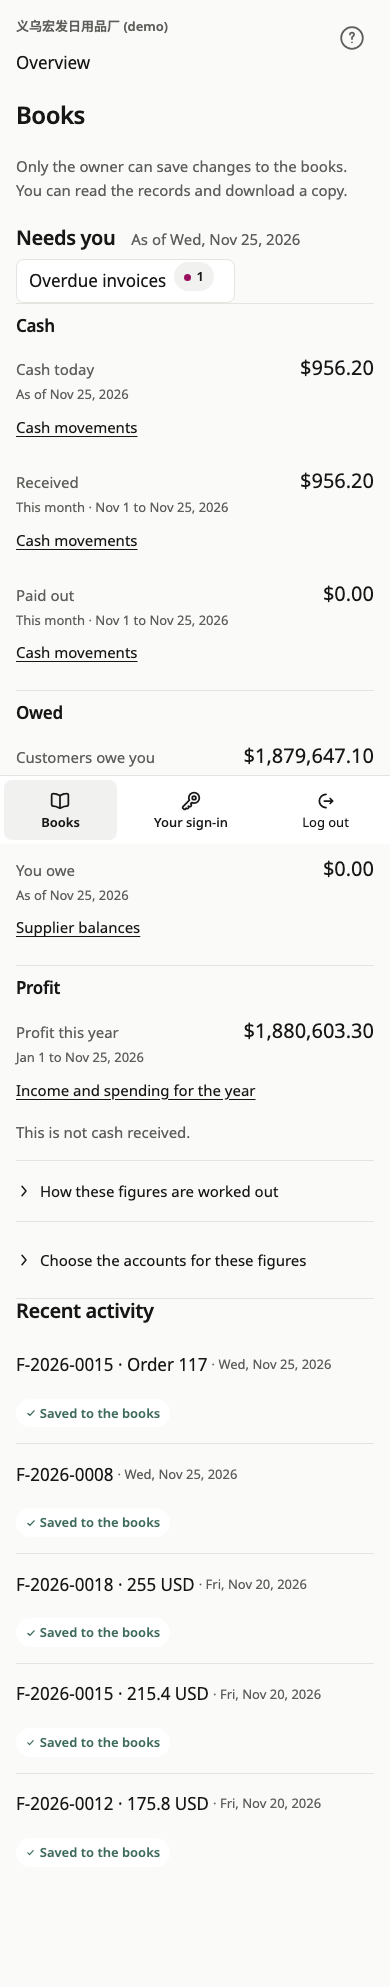 义乌宏发日用品厂 (demo)
Overview
Books
Only the owner can save changes to the books.
You can read the records and download a copy.
Needs you As of Wed, Nov 25, 2026
Overdue invoices 1
Cash
Cash today $956.20
As of Nov 25, 2026
Cash movements
Received $956.20
This month · Nov 1 to Nov 25, 2026
Cash movements
Paid out $0.00
This month · Nov 1 to Nov 25, 2026
Cash movements
Owed
Customers owe you $1,879,647.10
Books Your sign-in Log out
You owe $0.00
As of Nov 25, 2026
Supplier balances
Profit
Profit this year $1,880,603.30
Jan 1 to Nov 25, 2026
Income and spending for the year
This is not cash received.
How these figures are worked out
Choose the accounts for these figures
Recent activity
F-2026-0015 · Order 117 · Wed, Nov 25, 2026
Saved to the books
F-2026-0008 · Wed, Nov 25, 2026
Saved to the books
F-2026-0018 · 255 USD · Fri, Nov 20, 2026
Saved to the books
F-2026-0015 · 215.4 USD · Fri, Nov 20, 2026
Saved to the books
F-2026-0012 · 175.8 USD · Fri, Nov 20, 2026
Saved to the books